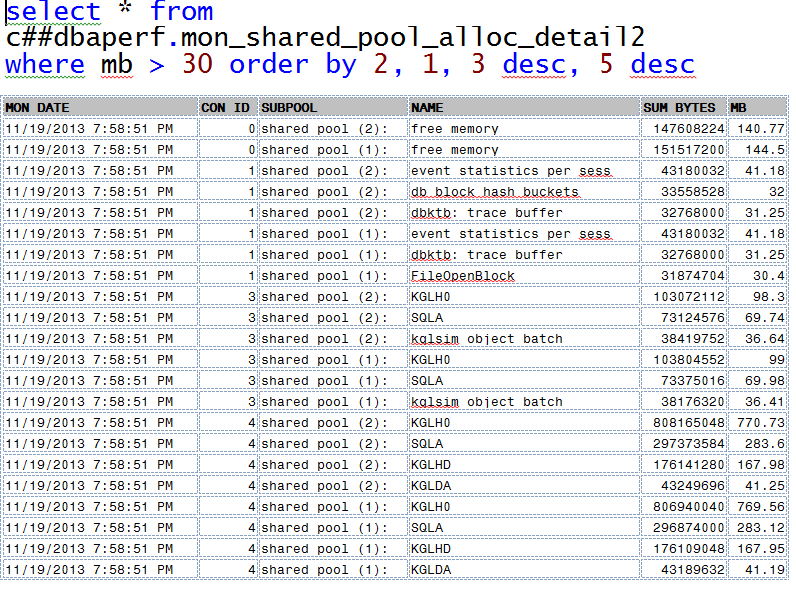 select * from
c##dbaperf.mon_shared_pool_alloc_detail2
where mb > 30 order by 2, 1, 3 desc, 5 desc
MON DATE CON ID SUBPOOL NAME SUM BYTES MB
11/19/2013 7:58:51 PM 0 shared pool (2): free memory 147608224 140.77
11/19/2013 7:58:51 PM 0 shared pool (1): free memory 151517200 144.5
11/19/2013 7:58:51 PM 1 shared pool (2): event statistics per sess 43180032 41.18
11/19/2013 7:58:51 PM 1 shared pool (2): db_block_hash_buckets 33558528 32
11/19/2013 7:58:51 PM 1 shared pool (2): dbktb: trace buffer 32768000 31.25
11/19/2013 7:58:51 PM 1 shared pool (1): event statistics per sess 43180032 41.18
11/19/2013 7:58:51 PM 1 shared pool (1): dbktb: trace buffer 32768000 31.25
11/19/2013 7:58:51 PM 1 shared pool (1): FileOpenBlock 31874704 30.4
11/19/2013 7:58:51 PM 3 shared pool (2): KGLH0 103072112 98.3
11/19/2013 7:58:51 PM 3 shared pool (2): SQLA 73124576 69.74
11/19/2013 7:58:51 PM 3 shared pool (2): kglsim object batch 38419752 36.64
11/19/2013 7:58:51 PM 3 shared pool (1): KGLH0 103804552 99
11/19/2013 7:58:51 PM 3 shared pool (1): SQLA 73375016 69.98
11/19/2013 7:58:51 PM 3 shared pool (1): kglsim object batch 38176320 36.41
11/19/2013 7:58:51 PM 4 shared pool (2): KGLH0 808165048 770.73
11/19/2013 7:58:51 PM 4 shared pool (2): SQLA 297373584 283.6
11/19/2013 7:58:51 PM 4 shared pool (2): KGLHD 176141280 167.98
11/19/2013 7:58:51 PM 4 shared pool (2): KGLDA 43249696 41.25
11/19/2013 7:58:51 PM 4 shared pool (1): KGLH0 806940040 769.56
11/19/2013 7:58:51 PM 4 shared pool (1): SQLA 296874000 283.12
11/19/2013 7:58:51 PM 4 shared pool (1): KGLHD 176109048 167.95
11/19/2013 7:58:51 PM 4 shared pool (1): KGLDA 43189632 41.19